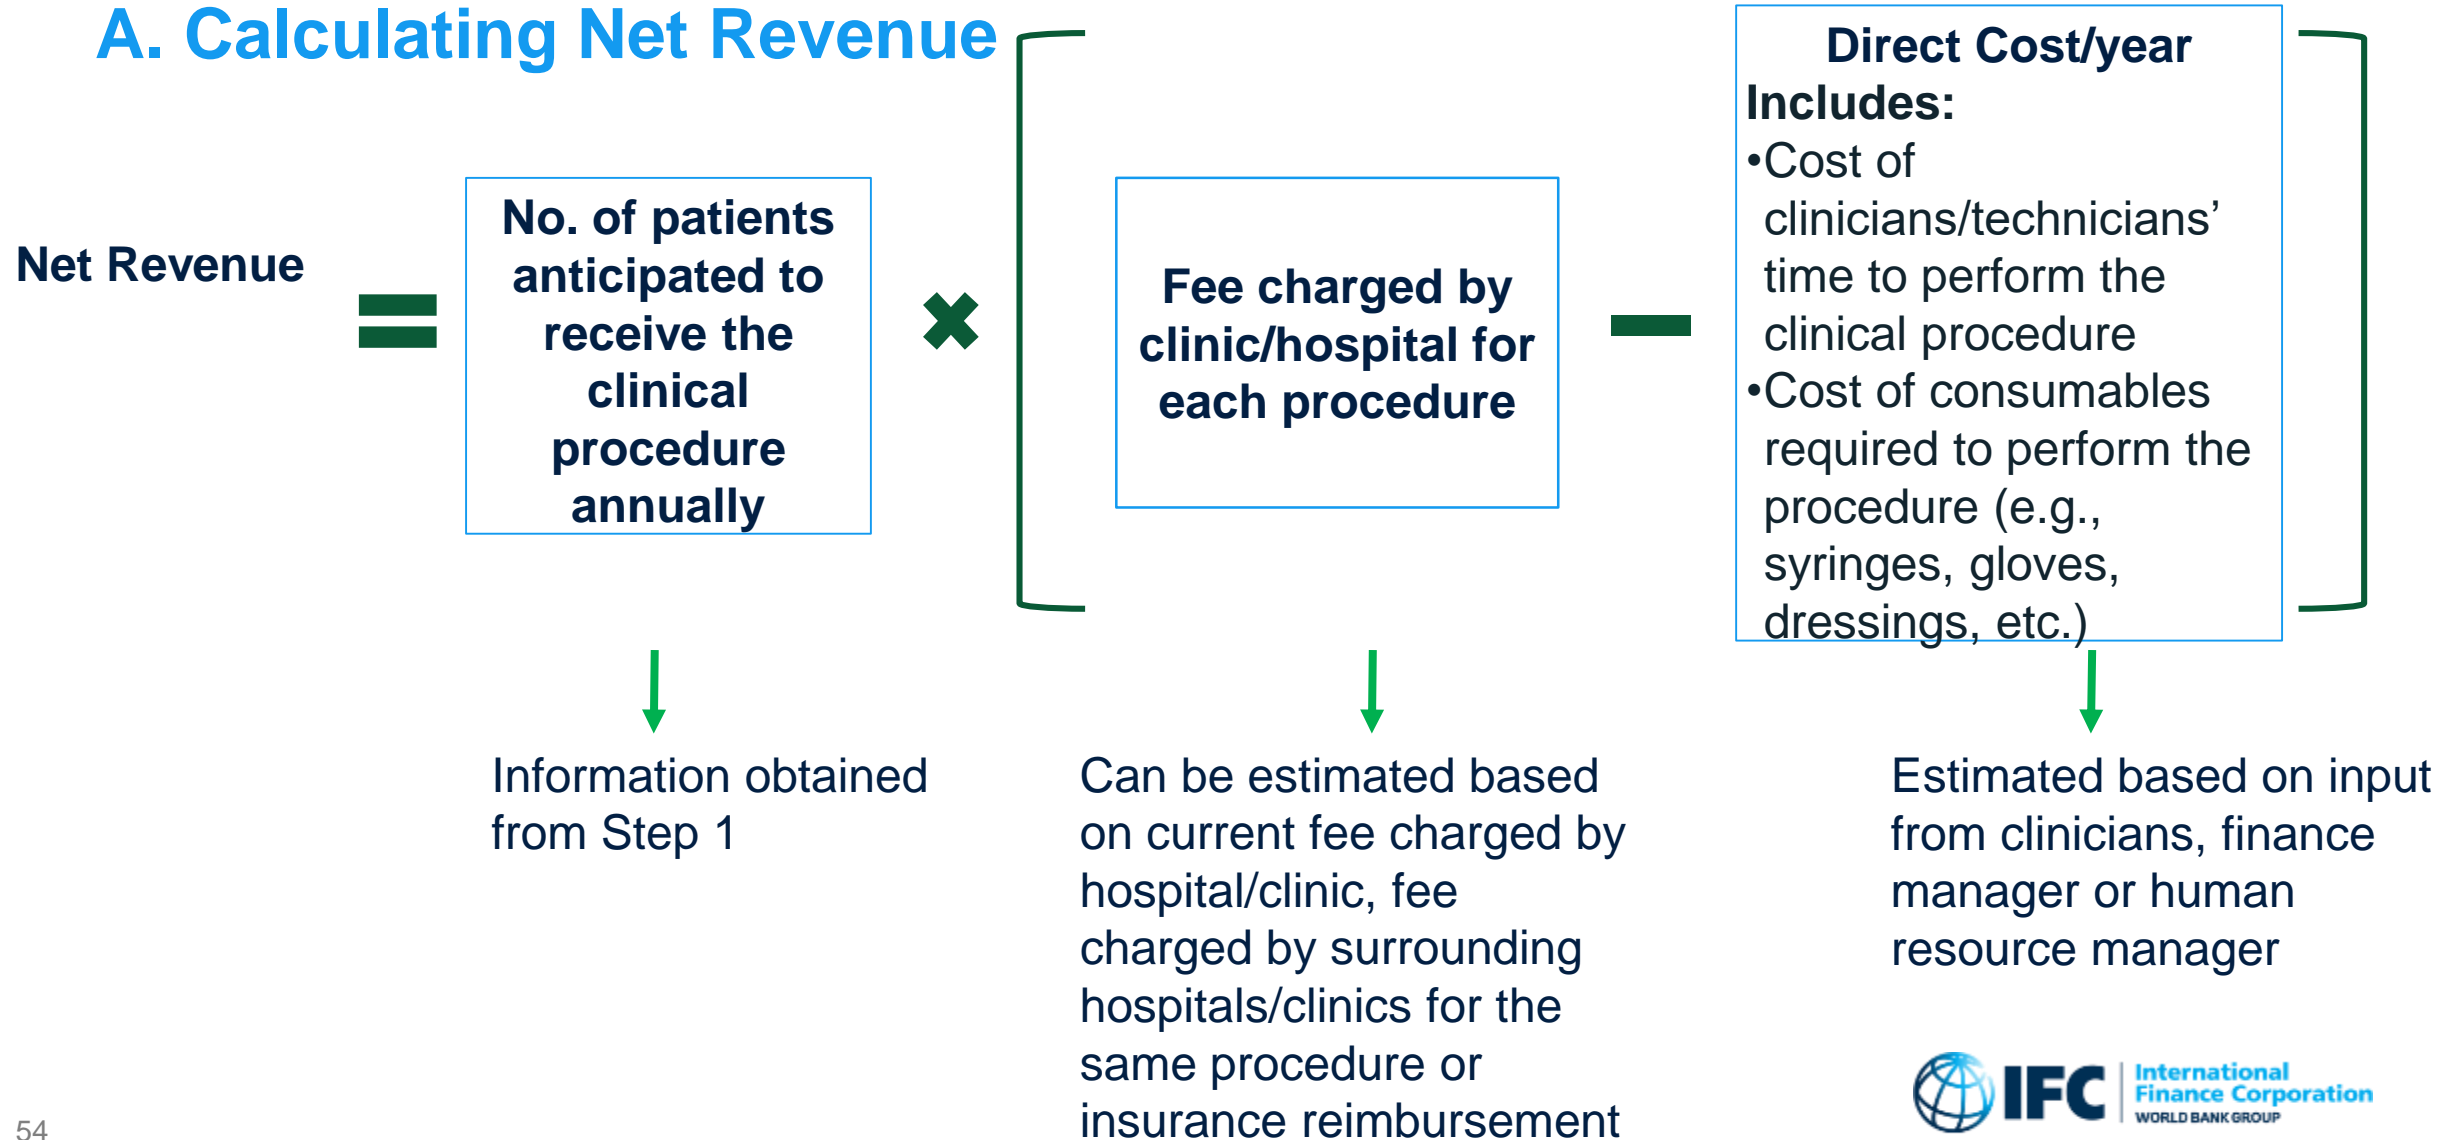 A. Calculating Net Revenue
Net Revenue
No. of patients
anticipated to
receive the
clinical
procedure
annually
Fee charged by
clinic/hospital for
each procedure
Direct Cost/year
Includes:
•Cost of
clinicians/technicians’
time to perform the
clinical procedure
•Cost of consumables
required to perform the
procedure (e.g.,
syringes, gloves,
dressings, etc.)
Information obtained
from Step 1
Can be estimated based
on current fee charged by
hospital/clinic, fee
charged by surrounding
hospitals/clinics for the
same procedure or
insurance reimbursement
Estimated based on input
from clinicians, finance
manager or human
resource manager
IFC
International
Finance Corporation
WORLD BANK GROUP
54